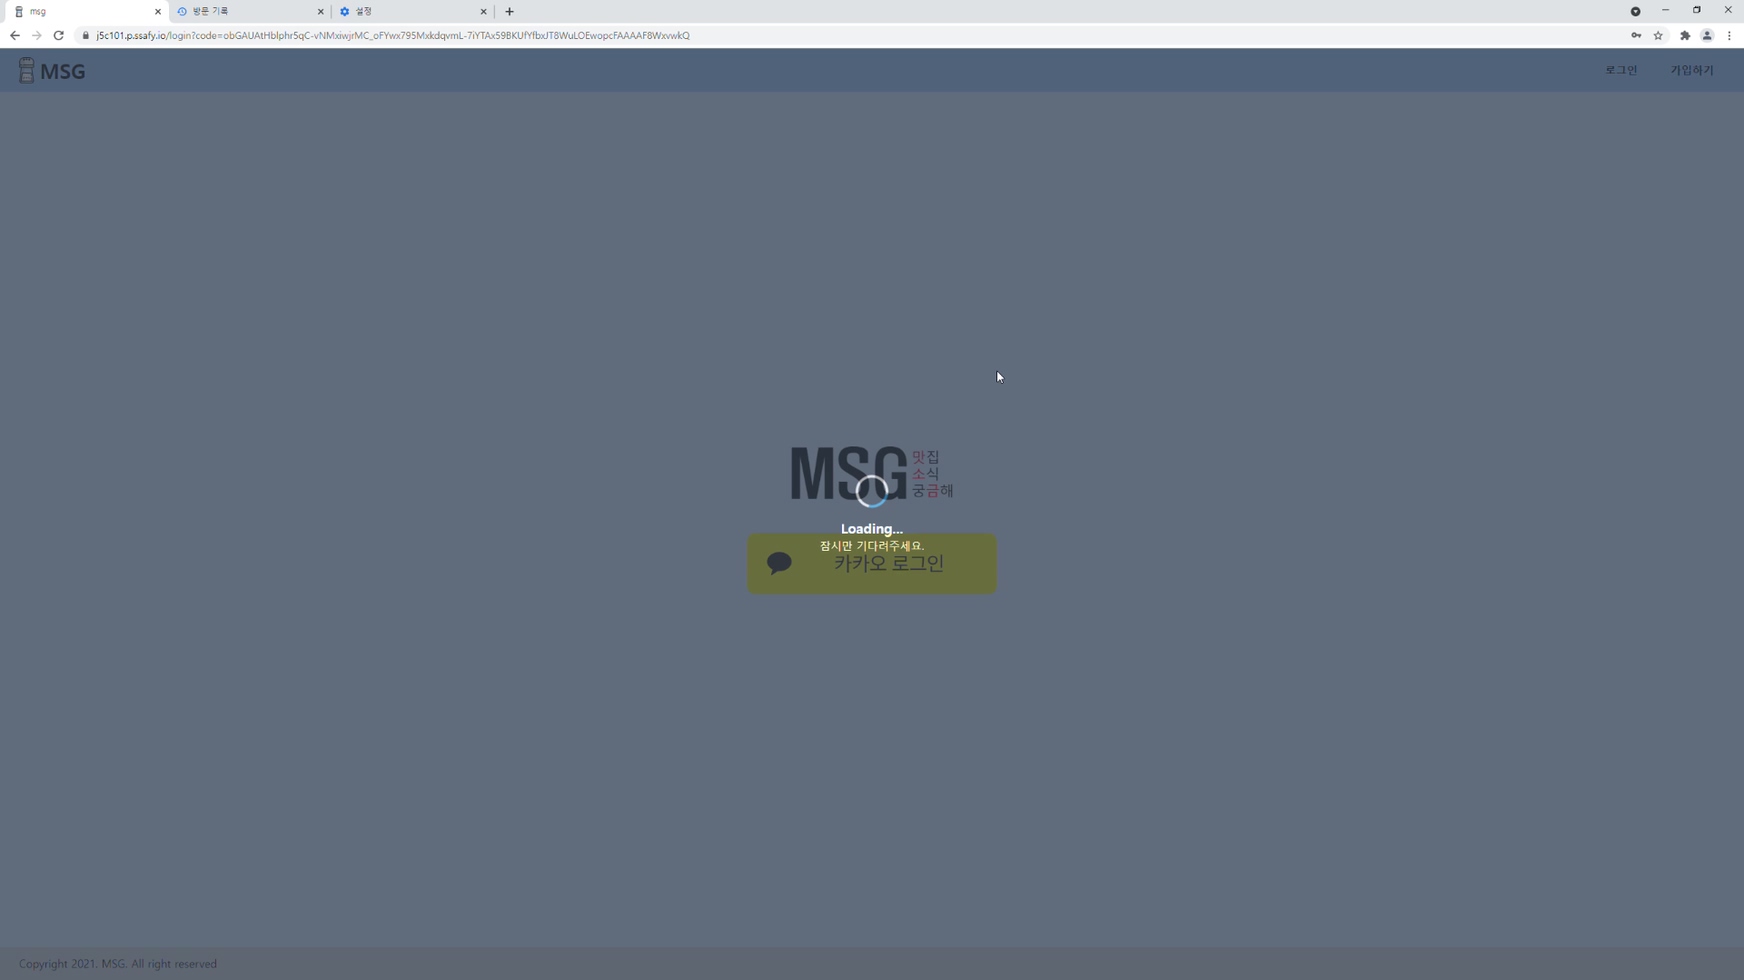 msg
방문 기록
설정
j5c101.p.ssafy.io/login?code=obGAUAtHblphr5qC-vNMxiwjrMC_oFYwx795MxkdqvmL-7iYTAx59BKUfYfbxJT8WuLOEwopcFAAAAF8WxvwkQ
MSG
로그인
가입하기
MSG
맛집
소식
궁금해
Loading...
잠시만 기다려주세요.
카카오 로그인
Copyright 2021. MSG. All right reserved